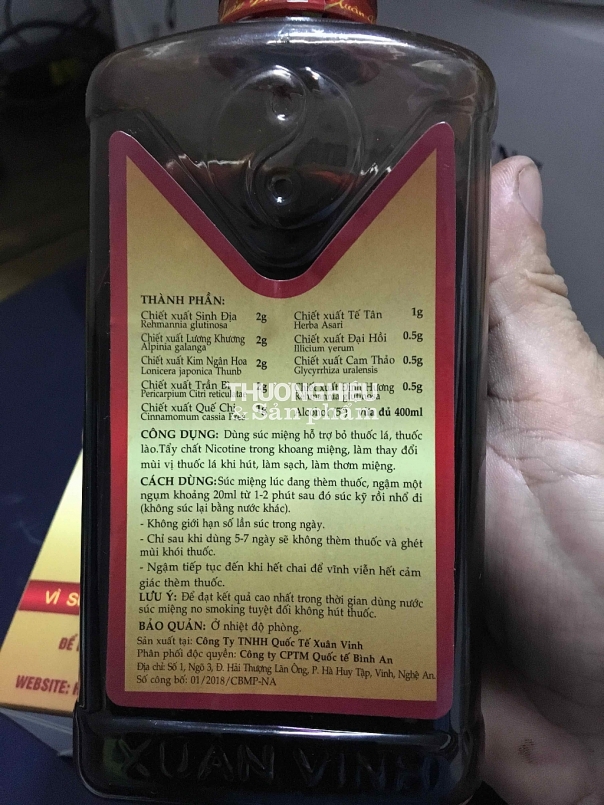 THÀNH PHẦN:
Chiết xuất Sinh Địa 2g
Rehmannia glutinosa
Chiết xuất Lương Khương 2g
Alpinia galanga
Chiết xuất Kim Ngân Hoa 2g
Lonicera japonica Thunb
Chiết xuất Trần
Pericarpium Citri
Chiết xuất Quế Chi
Cinnamomum cassia
Chiết xuất Tế Tân 1g
Herba Asari
Chiết xuất Đại Hồi 0.5g
Illicium verum
Chiết xuất Cam Thảo 0.5g
Glycyrrhiza uralensis
Hương 0.5g
đủ 400ml
THƯƠNG HIỆU
& Sản phẩm
CÔNG DỤNG: Dùng súc miệng hỗ trợ bỏ thuốc lá, thuốc
lào.Tẩy chất Nicotine trong khoang miệng, làm thay đổi
mùi vị thuốc lá khi hút, làm sạch, làm thơm miệng.
CÁCH DÙNG:Súc miệng lúc đang thèm thuốc, ngậm một
ngụm khoảng 20ml từ 1-2 phút sau đó súc kỹ rồi nhổ đi
(không súc lại bằng nước khác).
- Không giới hạn số lần súc trong ngày.
- Chỉ sau khi dùng 5-7 ngày sẽ không thèm thuốc và ghét
mùi khói thuốc.
- Ngậm tiếp tục đến khi hết chai để vĩnh viễn hết cảm
giác thèm thuốc.
LƯU Ý: Để đạt kết quả cao nhất trong thời gian dùng nước
súc miệng no smoking tuyệt đối không hút thuốc.
BẢO QUẢN: Ở nhiệt độ phòng.
Sản xuất tại: Công Ty TNHH Quốc Tế Xuân Vinh
Phân phối độc quyền: Công ty CPTM Quốc tế Bình An
Địa chỉ: Số 1, Ngõ 3, Đ. Hải Thượng Lãn Ông, P. Hà Huy Tập, Vinh, Nghệ An.
Số công bố: 01/2018/CBMP-NA
XUAN VINH
VÌ
WEBSITE: